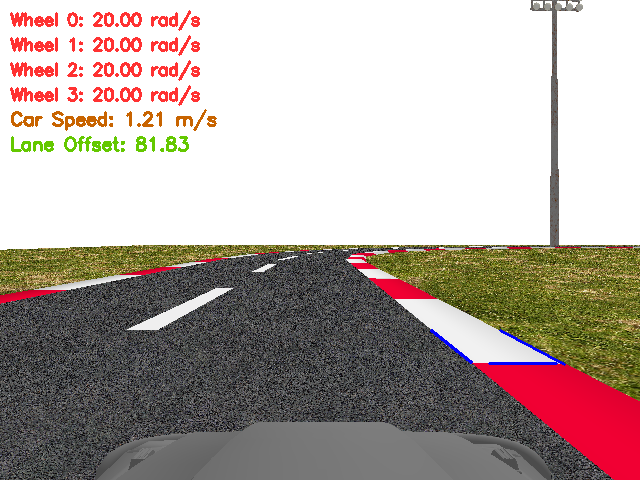 Wheel 0: 20.00 rad/s
Wheel 1: 20.00 rad/s
Wheel 2: 20.00 rad/s
Wheel 3: 20.00 rad/s
Car Speed: 1.21 m/s
Lane Offset: 81.83